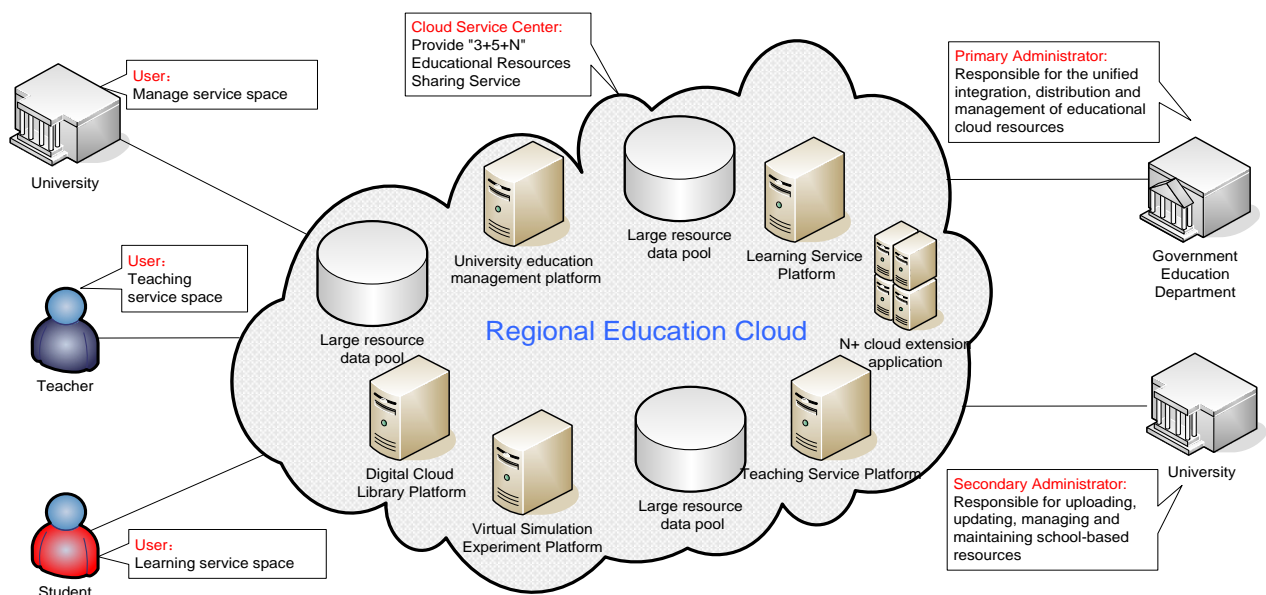 Cloud Service Center:
Provide "3+5+N"
Educational Resources
Sharing Service
Primary Administrator:
Responsible for the unified
integration, distribution and
management of educational
cloud resources
User：
Manage service space
University
User：
Teaching
service space
Teacher
User：
Learning service space
Student
University education
management platform
Large resource
data pool
Learning Service
Platform
Large resource
data pool
Regional Education Cloud
N+ cloud extension
application
Digital Cloud
Library Platform
Virtual Simulation
Experiment Platform
Large resource
data pool
Teaching Service Platform
Government
Education
Department
University
Secondary Administrator:
Responsible for uploading,
updating, managing and
maintaining school-based
resources